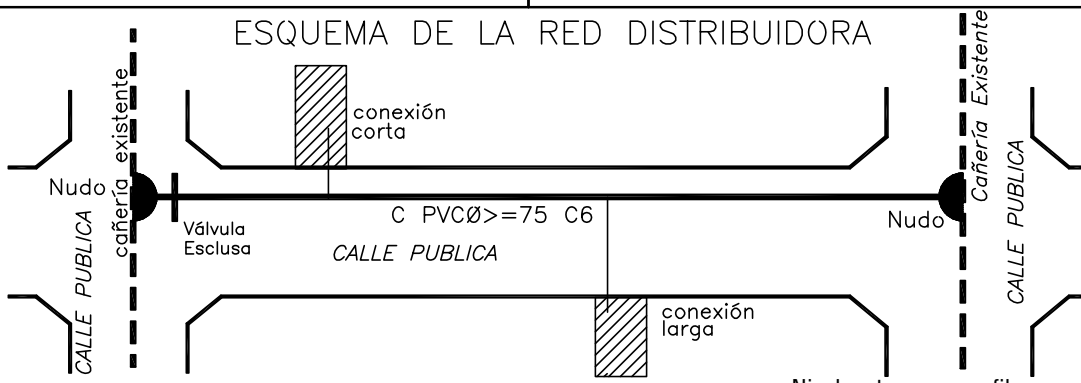 ESQUEMA DE LA RED DISTRIBUIDORA
cañería existente
Cañería Existente
conexión
corta
Nudo
Válvula
Esclusa
C PVCØ>=75 C6
Nudo
CALLE PUBLICA
CALLE PUBLICA
CALLE PUBLICA
conexión
larga